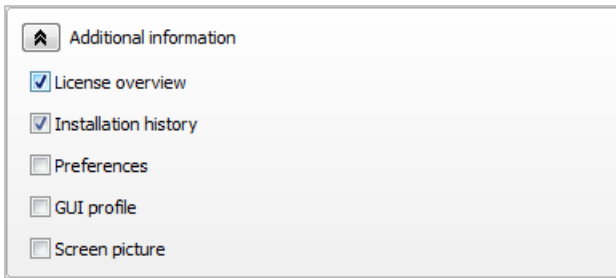 Additional information
License overview
Installation history
Preferences
GUI profile
Screen picture